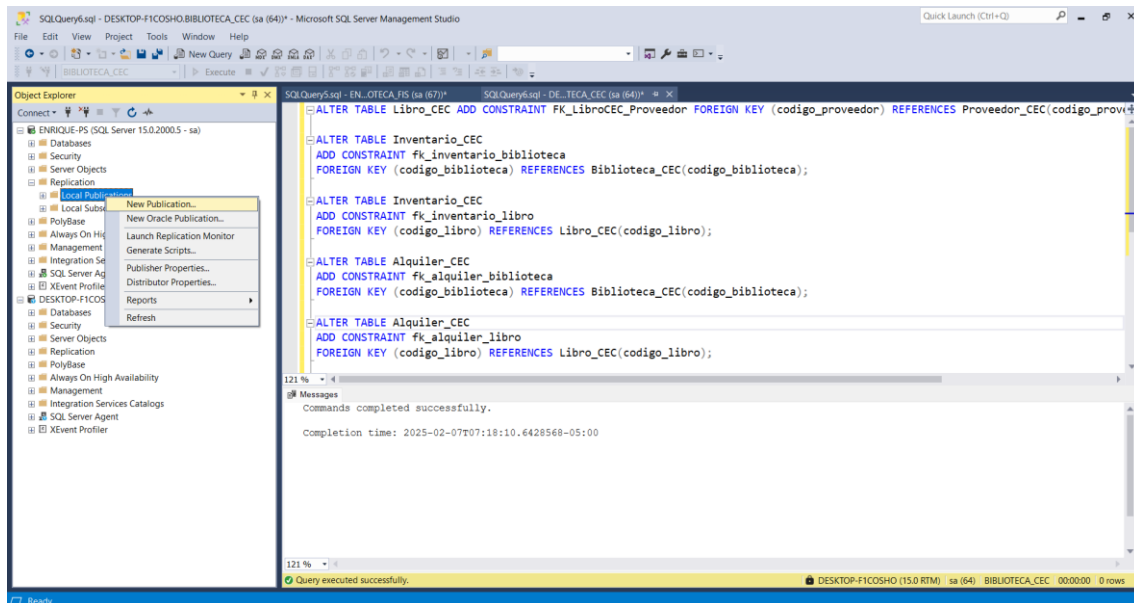 SQLQuery6.sql - DESKTOP-F1COSHO.BIBLIOTECA_CEC (sa (64))* - Microsoft SQL Server Management Studio
Quick Launch (Ctrl+Q)
File Edit View Project Tools Window Help
New Query
BIBLIOTECA_CEC
Execute
Object Explorer
Connect
ENRIQUE-PS (SQL Server 15.0.2000.5 - sa)
Databases
Security
Server Objects
Replication
Local Publications
Local Subs
PolyBase
Always On Hig
Management
Integration Se
SQL Server Ag
XEvent Profile
DESKTOP-F1COS
Databases
Security
Server Objects
Replication
PolyBase
Always On High Availability
Management
Integration Services Catalogs
SQL Server Agent
XEvent Profiler
New Publication...
New Oracle Publication...
Launch Replication Monitor
Generate Scripts...
Publisher Properties...
Distributor Properties...
Reports
Refresh
SQLQuery5.sql - EN...OTECA_FIS (sa (67))*
SQLQuery6.sql - DE...TECA_CEC (sa (64))*
ALTER TABLE Libro_CEC ADD CONSTRAINT FK_LibroCEC_Proveedor FOREIGN KEY (codigo_proveedor) REFERENCES Proveedor_CEC(codigo_prove
ALTER TABLE Inventario_CEC
ADD CONSTRAINT fk_inventario_biblioteca
FOREIGN KEY (codigo_biblioteca) REFERENCES Biblioteca_CEC(codigo_biblioteca);
ALTER TABLE Inventario_CEC
ADD CONSTRAINT fk_inventario_libro
FOREIGN KEY (codigo_libro) REFERENCES Libro_CEC(codigo_libro);
ALTER TABLE Alquiler_CEC
ADD CONSTRAINT fk_alquiler_biblioteca
FOREIGN KEY (codigo_biblioteca) REFERENCES Biblioteca_CEC(codigo_biblioteca);
ALTER TABLE Alquiler_CEC
ADD CONSTRAINT fk_alquiler_libro
FOREIGN KEY (codigo_libro) REFERENCES Libro_CEC(codigo_libro);
121 %
Messages
Commands completed successfully.
Completion time: 2025-02-07T07:18:10.6428568-05:00
121 %
Query executed successfully.
DESKTOP-F1COSHO (15.0 RTM) sa (64) BIBLIOTECA_CEC 00:00:00 0 rows
Ready